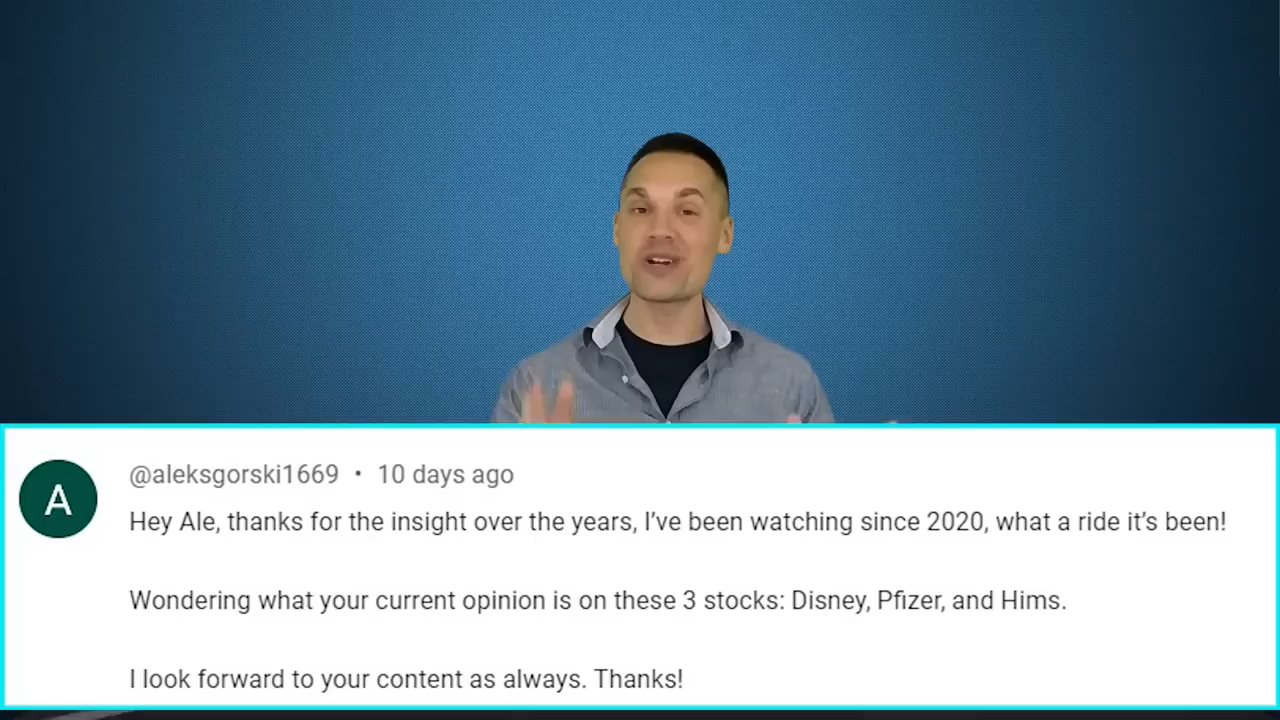 A
@aleksgorski1669 • 10 days ago
Hey Ale, thanks for the insight over the years, I’ve been watching since 2020, what a ride it’s been!
Wondering what your current opinion is on these 3 stocks: Disney, Pfizer, and Hims.
I look forward to your content as always. Thanks!